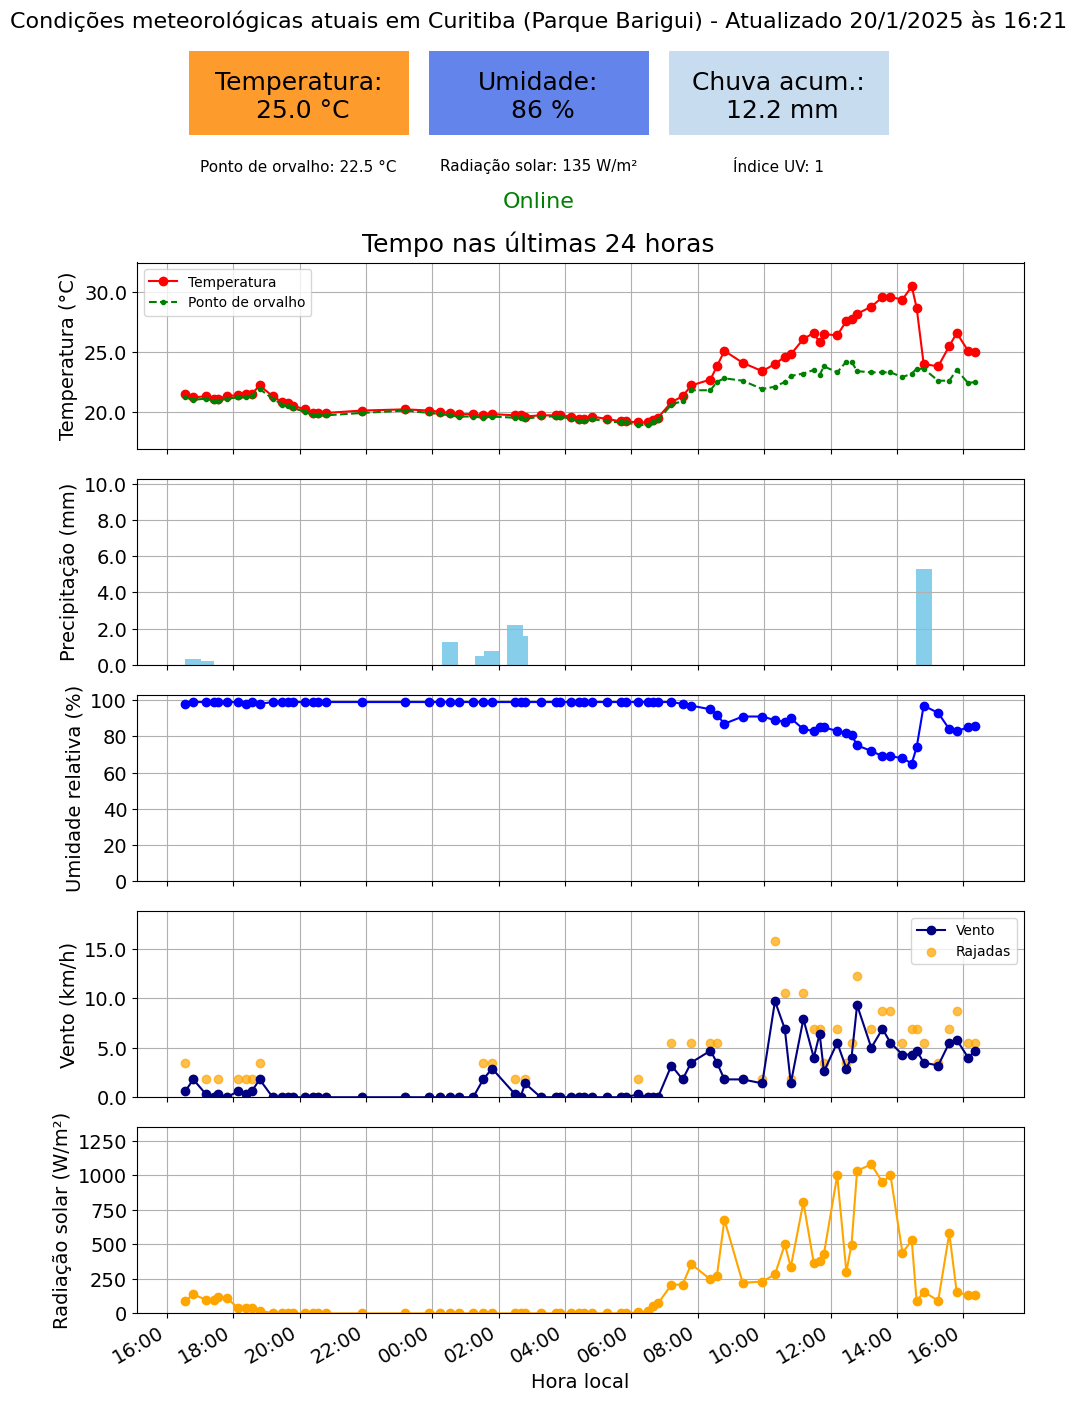 Condições meteorológicas atuais em Curitiba (Parque Barigui) - Atualizado 20/1/2025 às 16:21
Temperatura:
25.0 °C
Umidade:
86 %
Chuva acum.:
12.2 mm
Ponto de orvalho: 22.5 °C
Radiação solar: 135 W/m²
Índice UV: 1
Online
Tempo nas últimas 24 horas
Temperatura (°C)
30.0
25.0
20.0
Temperatura
Ponto de orvalho
Precipitação (mm)
10.0
8.0
6.0
4.0
2.0
0.0
Umidade relativa (%)
100
80
60
40
20
0
Vento (km/h)
15.0
10.0
5.0
0.0
Vento
Rajadas
Radiação solar (W/m²)
1250
1000
750
500
250
0
16:00
18:00
20:00
22:00
00:00
02:00
04:00
06:00
08:00
10:00
12:00
14:00
16:00
Hora local